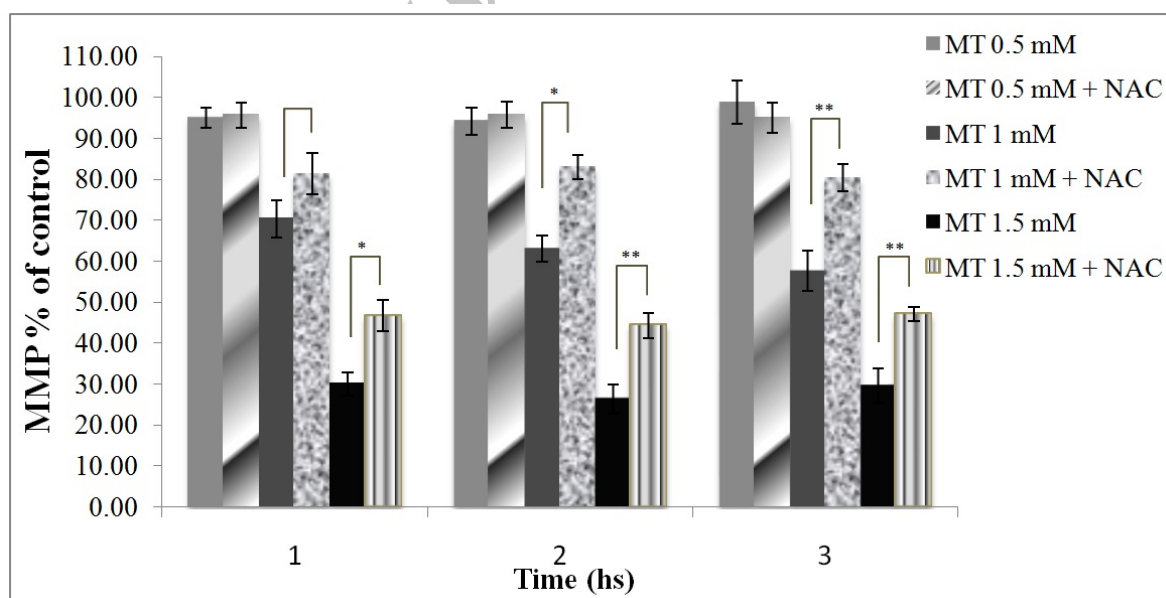 MMP % of control
110.00
100.00
90.00
80.00
70.00
60.00
50.00
40.00
30.00
20.00
10.00
0.00
*
*
**
**
**
1
2
3
Time (hs)
MT 0.5 mM
MT 0.5 mM + NAC
MT 1 mM
MT 1 mM + NAC
MT 1.5 mM
MT 1.5 mM + NAC